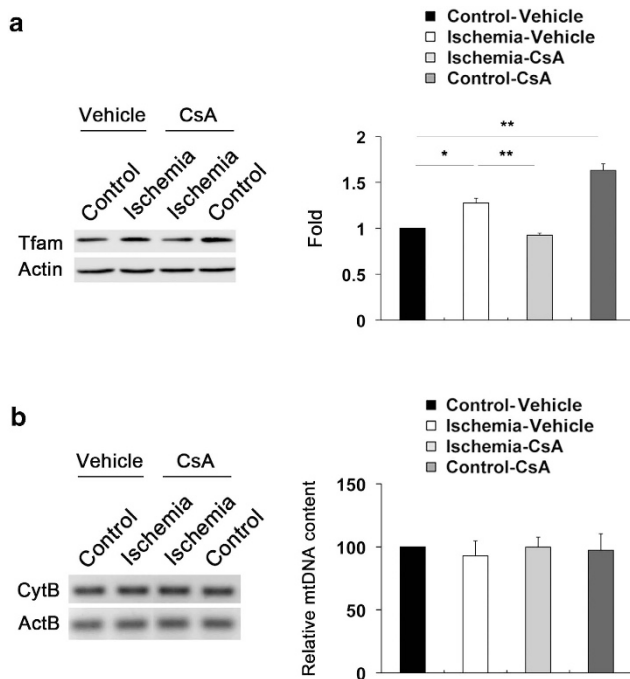 a
Vehicle CsA
Control Ischemia Ischemia Control
Tfam
Actin
Control-Vehicle
Ischemia-Vehicle
Ischemia-CsA
Control-CsA
**
* **
Fold
2
1.5
1
0.5
0
b
Vehicle CsA
Control Ischemia Ischemia Control
CytB
ActB
Control-Vehicle
Ischemia-Vehicle
Ischemia-CsA
Control-CsA
Relative mtDNA content
150
100
50
0